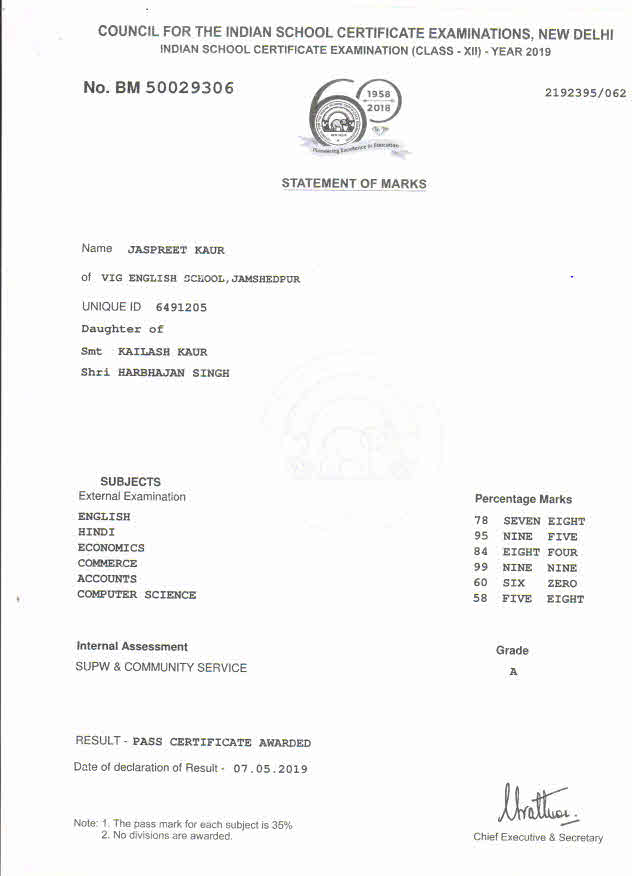 COUNCIL FOR THE INDIAN SCHOOL CERTIFICATE EXAMINATIONS, NEW DELHI
INDIAN SCHOOL CERTIFICATE EXAMINATION (CLASS - XII) - YEAR 2019
No. BM 50029306
2192395/062
60
1958
2018
NEW DELHI
Pioneering Excellence in Education
STATEMENT OF MARKS
Name JASPREET KAUR
of VIG ENGLISH SCHOOL,JAMSHEDPUR
UNIQUE ID 6491205
Daughter of
Smt KAILASH KAUR
Shri HARBHAJAN SINGH
SUBJECTS
External Examination Percentage Marks
ENGLISH 78 SEVEN EIGHT
HINDI 95 NINE FIVE
ECONOMICS 84 EIGHT FOUR
COMMERCE 99 NINE NINE
ACCOUNTS 60 SIX ZERO
COMPUTER SCIENCE 58 FIVE EIGHT
Internal Assessment Grade
SUPW & COMMUNITY SERVICE A
RESULT - PASS CERTIFICATE AWARDED
Date of declaration of Result - 07.05.2019
Note: 1. The pass mark for each subject is 35%
2. No divisions are awarded.
Chief Executive & Secretary